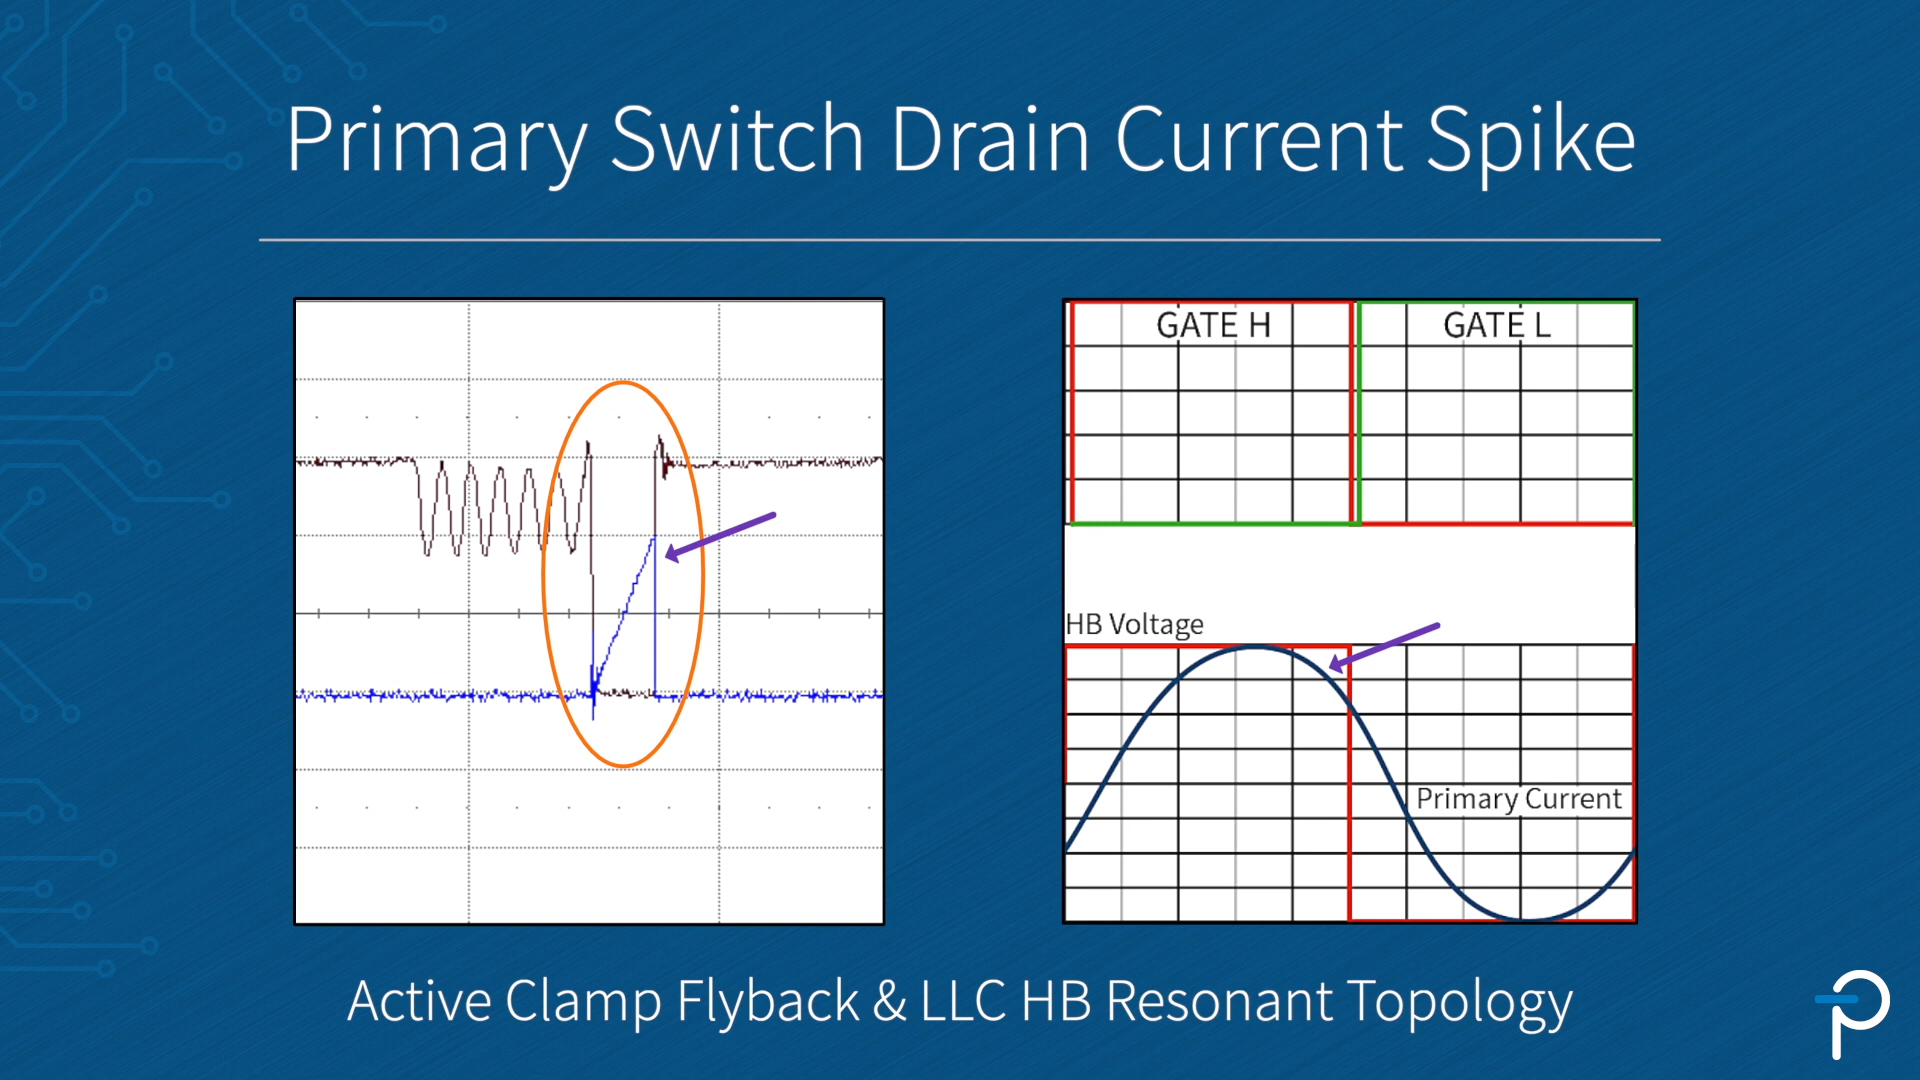 Primary Switch Drain Current Spike
GATE H
GATE L
HB Voltage
Primary Current
Active Clamp Flyback & LLC HB Resonant Topology